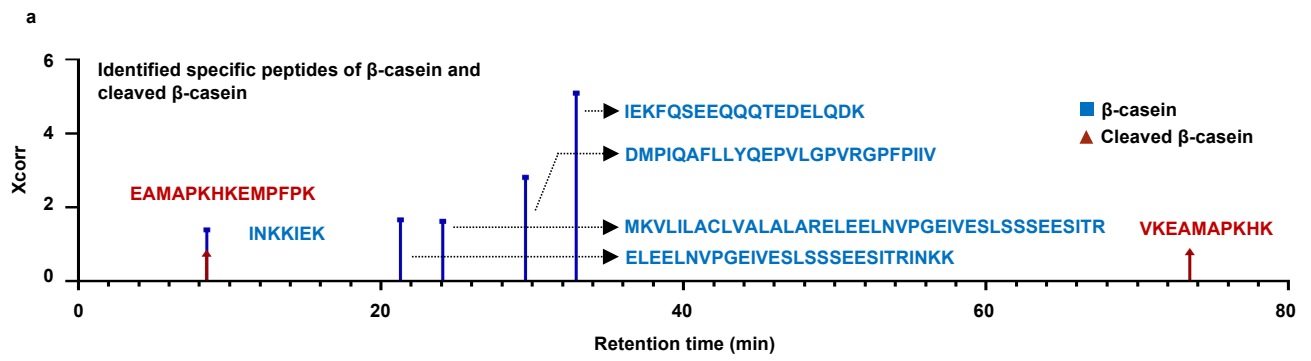 a
6
Identified specific peptides of β-casein and
cleaved β-casein
IEKFQSEEQQQTEDELQDK
β-casein
Cleaved β-casein
4
DMPIQAFLLYQEPVLGPVRGPFPIIV
Xcorr
EAMAPKHKEMPFPK
2
INKKIEK
MKVLILACLVALALARELEELNVPGEIVESLSSSEESITR
VKEAMAPKHK
ELEELNVPGEIVESLSSSEESITRINKK
0
0 20 40 60 80
Retention time (min)